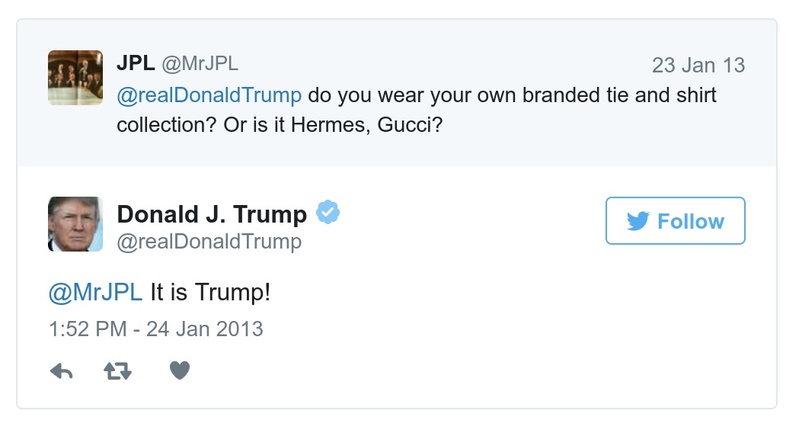 JPL @MrJPL
23 Jan 13
@realDonaldTrump do you wear your own branded tie and shirt
collection? Or is it Hermes, Gucci?
Donald J. Trump
@realDonaldTrump
Follow
@MrJPL It is Trump!
1:52 PM - 24 Jan 2013